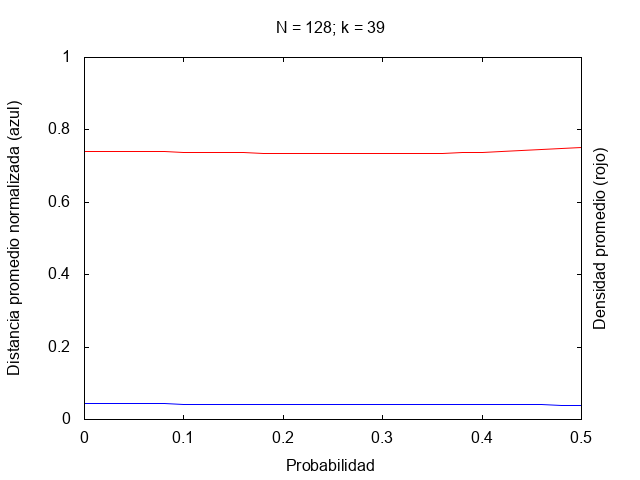 N = 128; k = 39
Distancia promedio normalizada (azul)
1
0.8
0.6
0.4
0.2
0
0 0.1 0.2 0.3 0.4 0.5
Probabilidad
Densidad promedio (rojo)